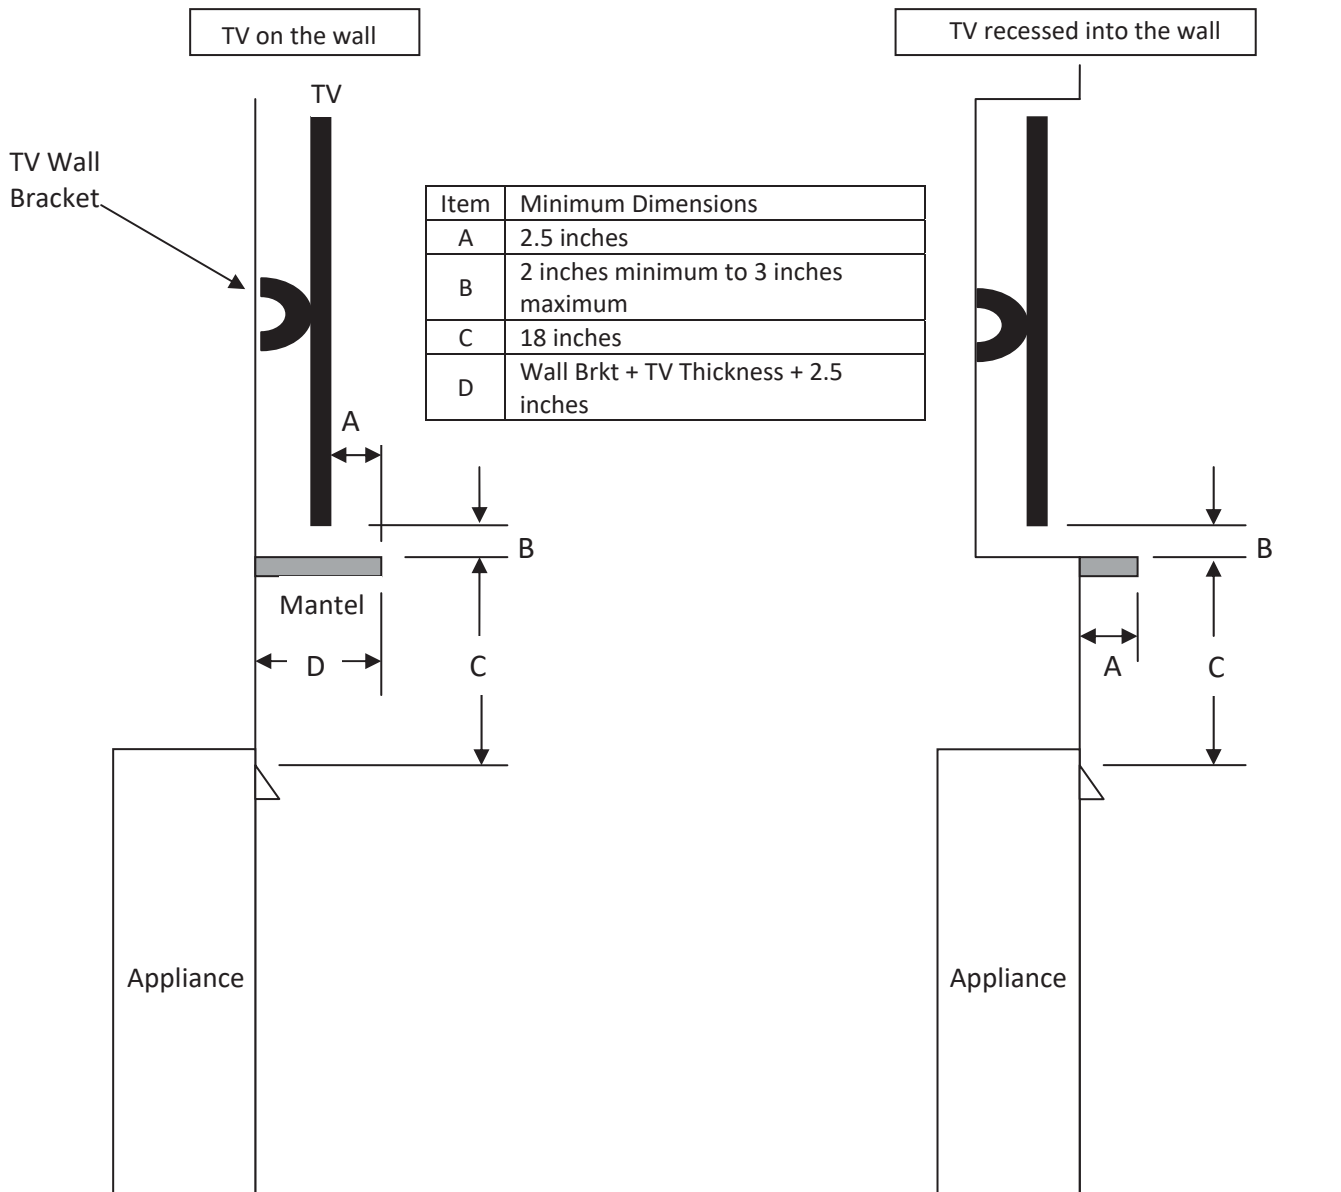 TV on the wall
TV recessed into the wall
TV
TV Wall
Bracket
Item Minimum Dimensions
A 2.5 inches
B 2 inches minimum to 3 inches
maximum
C 18 inches
D Wall Brkt + TV Thickness + 2.5
inches
A
B
B
Mantel
D
C
A
C
Appliance
Appliance